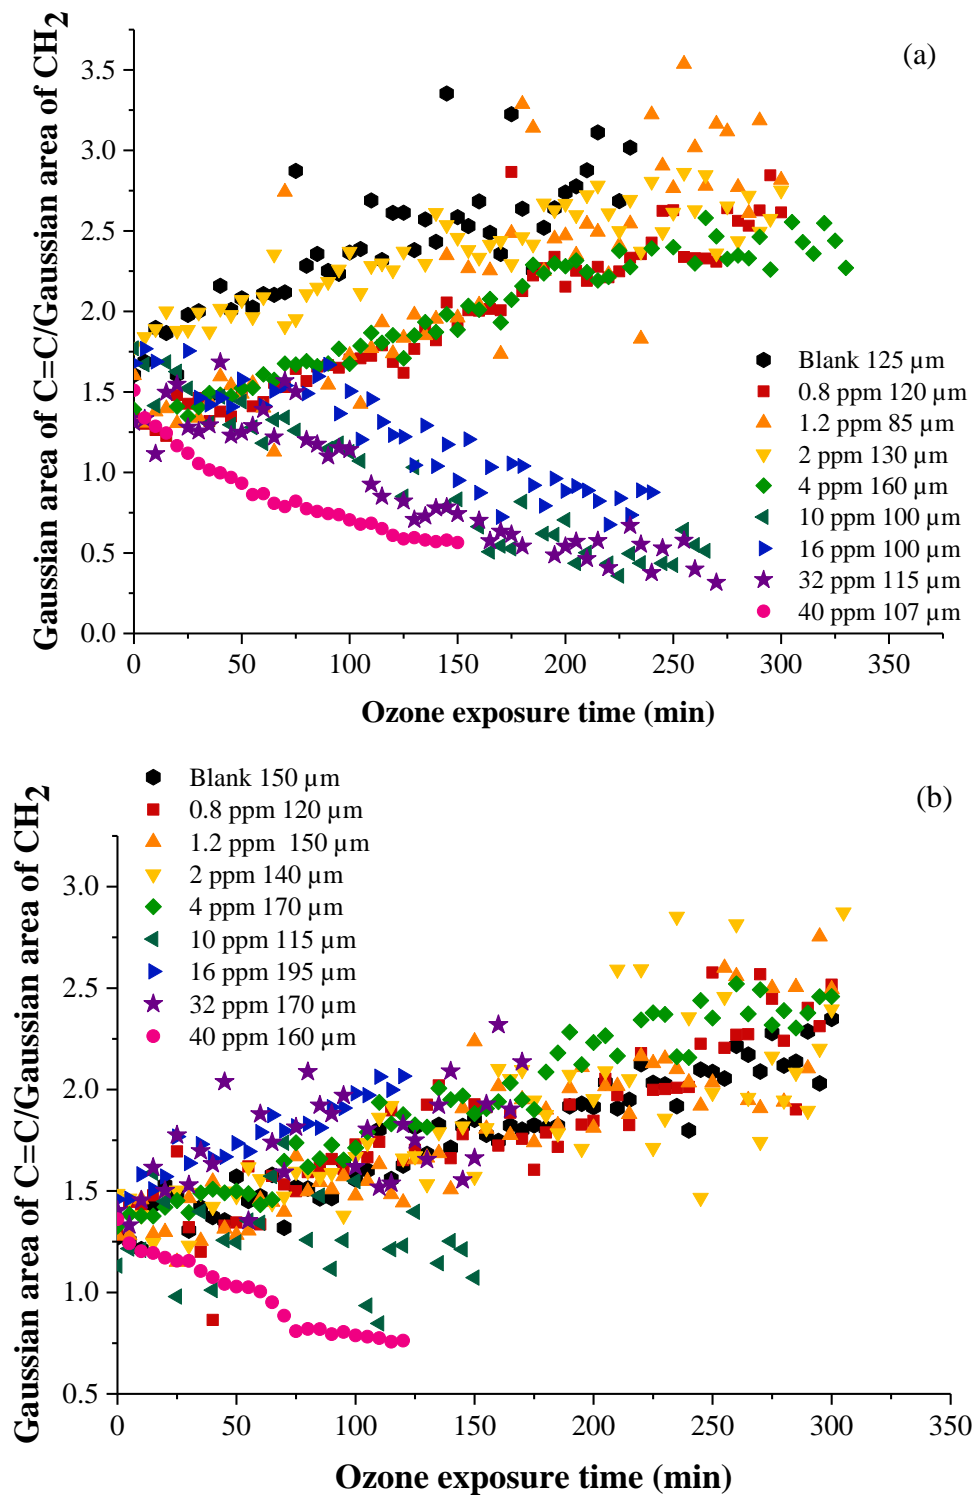 (a)
Gaussian area of C=C/Gaussian area of CH2
3.5
3.0
2.5
2.0
1.5
1.0
0.5
0.0
0 50 100 150 200 250 300 350
Ozone exposure time (min)
Blank 125 µm
0.8 ppm 120 µm
1.2 ppm 85 µm
2 ppm 130 µm
4 ppm 160 µm
10 ppm 100 µm
16 ppm 100 µm
32 ppm 115 µm
40 ppm 107 µm
(b)
Gaussian area of C=C/Gaussian area of CH2
Blank 150 µm
0.8 ppm 120 µm
1.2 ppm 150 µm
2 ppm 140 µm
4 ppm 170 µm
10 ppm 115 µm
16 ppm 195 µm
32 ppm 170 µm
40 ppm 160 µm
3.0
2.5
2.0
1.5
1.0
0.5
0 50 100 150 200 250 300 350
Ozone exposure time (min)